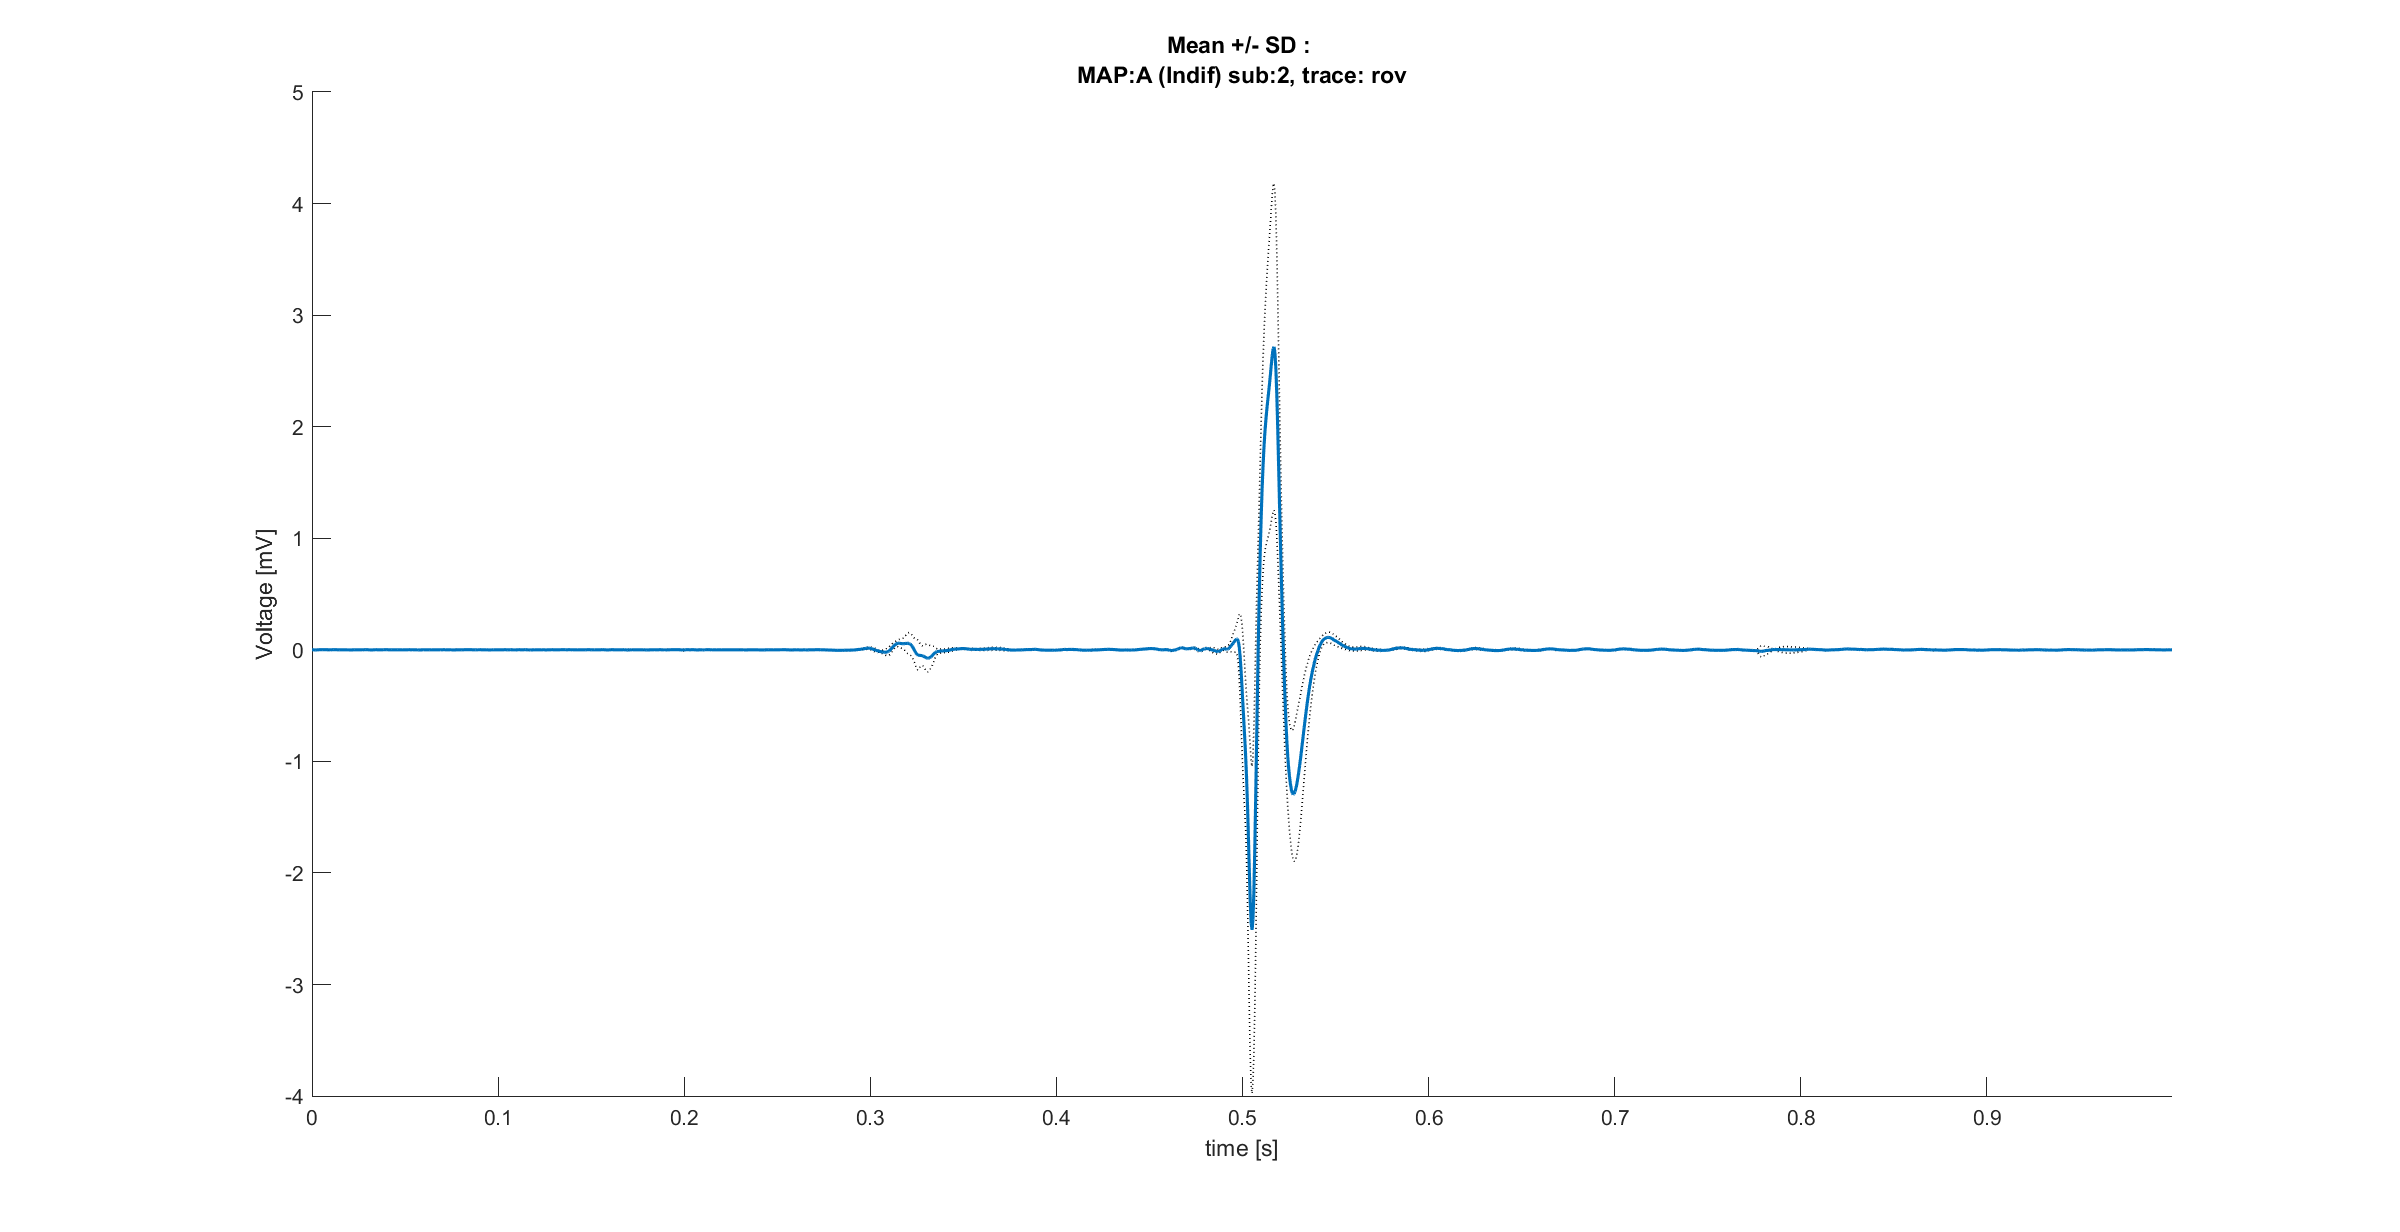 Mean +/- SD :
MAP:A (Indif) sub:2, trace: rov
5
4
3
2
1
0
-1
-2
-3
-4
Voltage [mV]
0 0.1 0.2 0.3 0.4 0.5 0.6 0.7 0.8 0.9
time [s]